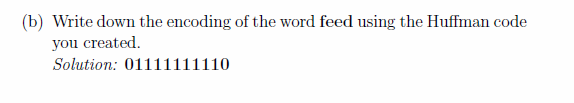 (b) Write down the encoding of the word feed using the Huffman code
you created.
Solution: 01111111110